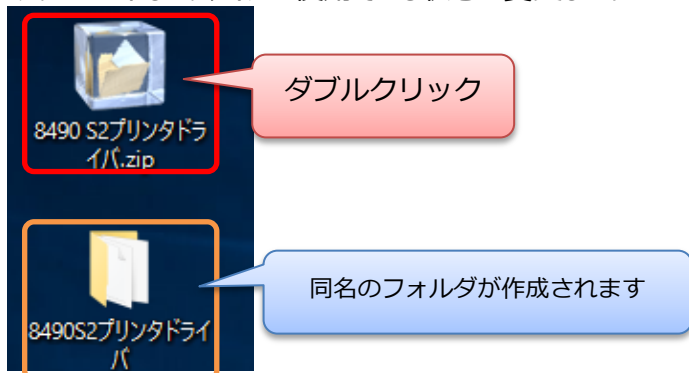 8490 S2プリンタドラ
イバ.zip
ダブルクリック
8490S2プリンタドライ
バ
同名のフォルダが作成されます